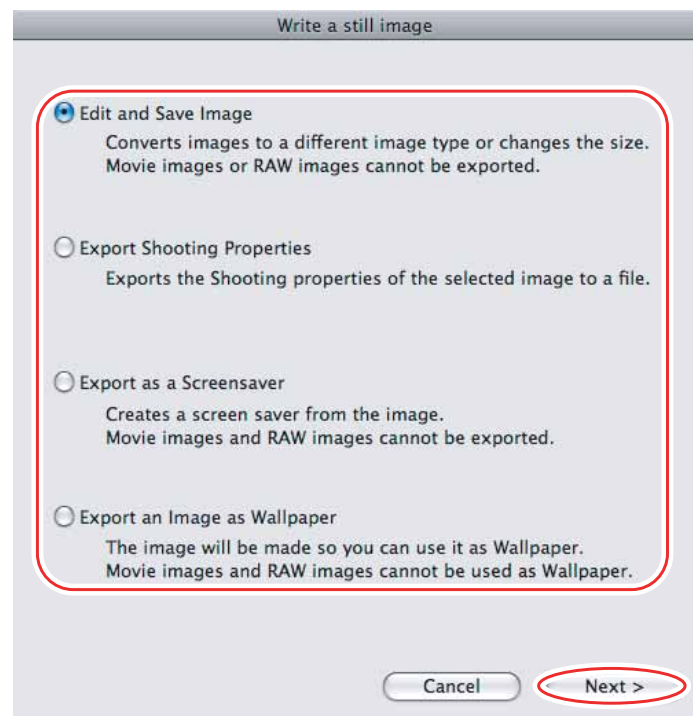 Write a still image
Edit and Save Image
Converts images to a different image type or changes the size.
Movie images or RAW images cannot be exported.
Export Shooting Properties
Exports the Shooting properties of the selected image to a file.
Export as a Screensaver
Creates a screen saver from the image.
Movie images and RAW images cannot be exported.
Export an Image as Wallpaper
The image will be made so you can use it as Wallpaper.
Movie images and RAW images cannot be used as Wallpaper.
Cancel
Next >